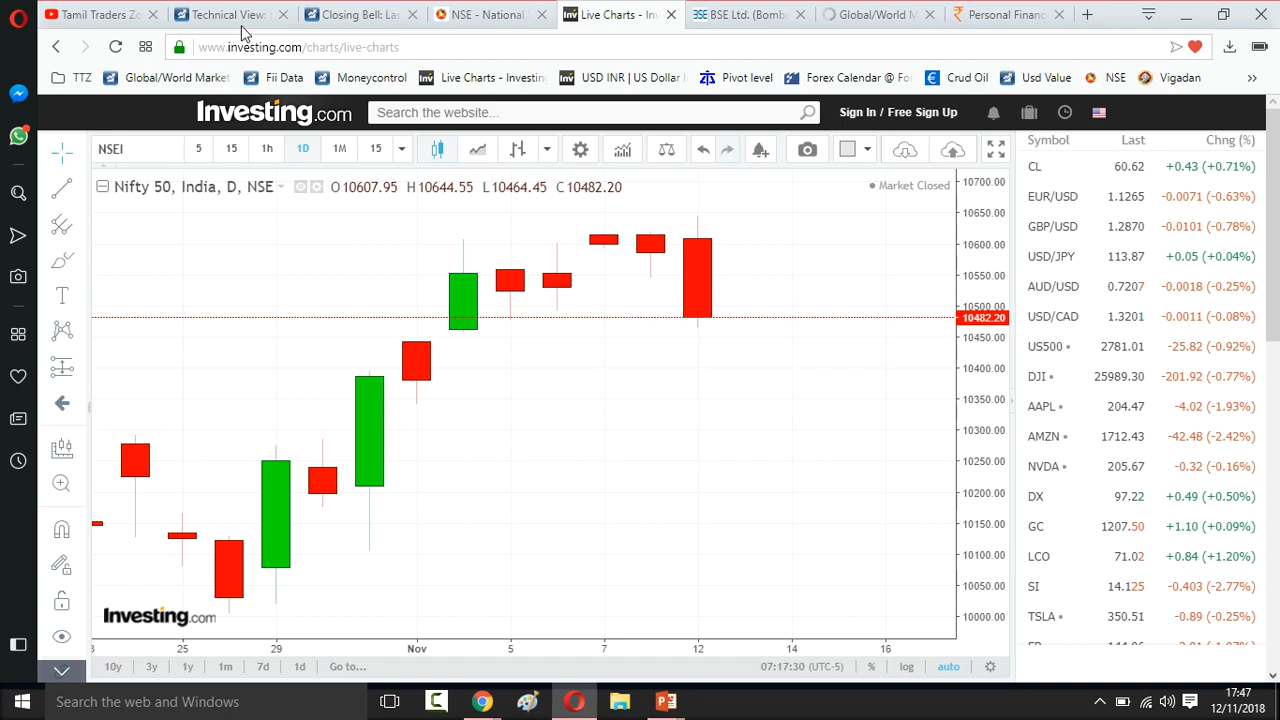 Tamil Traders Zo
Technical View:
Closing Bell: Las
NSE - National
Live Charts - Inv
BSE Ltd. (Bomb
Global/World M
Personal Financ
www.investing.com/charts/live-charts
TTZ
Global/World Market
Fii Data
Moneycontrol
Live Charts - Investin
USD INR | US Dollar I
Pivot level
Forex Calendar @ Fo
Crud Oil
Usd Value
NSE
Vigadan
Investing.com
Search the website...
Sign In / Free Sign Up
NSEI
5
15
1h
1D
1M
15
Nifty 50, India, D, NSE
O10607.95 H10644.55 L10464.45 C10482.20
Market Closed
10700.00
10650.00
10600.00
10550.00
10500.00
10482.20
10450.00
10400.00
10350.00
10300.00
10250.00
10200.00
10150.00
10100.00
10050.00
10000.00
Investing.com
25
29
Nov
5
7
12
14
16
10y
3y
1y
1m
7d
1d
Go to...
07:17:30 (UTC-5)
%
log
auto
Symbol Last Chng (%)
CL 60.62 +0.43 (+0.71%)
EUR/USD 1.1265 -0.0071 (-0.63%)
GBP/USD 1.2870 -0.0101 (-0.78%)
USD/JPY 113.87 +0.05 (+0.04%)
AUD/USD 0.7207 -0.0018 (-0.25%)
USD/CAD 1.3201 -0.0011 (-0.08%)
US500 2781.01 -25.82 (-0.92%)
DJI 25989.30 -201.92 (-0.77%)
AAPL 204.47 -4.02 (-1.93%)
AMZN 1712.43 -42.48 (-2.42%)
NVDA 205.67 -0.32 (-0.16%)
DX 97.22 +0.49 (+0.50%)
GC 1207.50 +1.10 (+0.09%)
LCO 71.02 +0.84 (+1.20%)
SI 14.125 -0.403 (-2.77%)
TSLA 350.51 -0.89 (-0.25%)
Search the web and Windows
17:47
12/11/2018